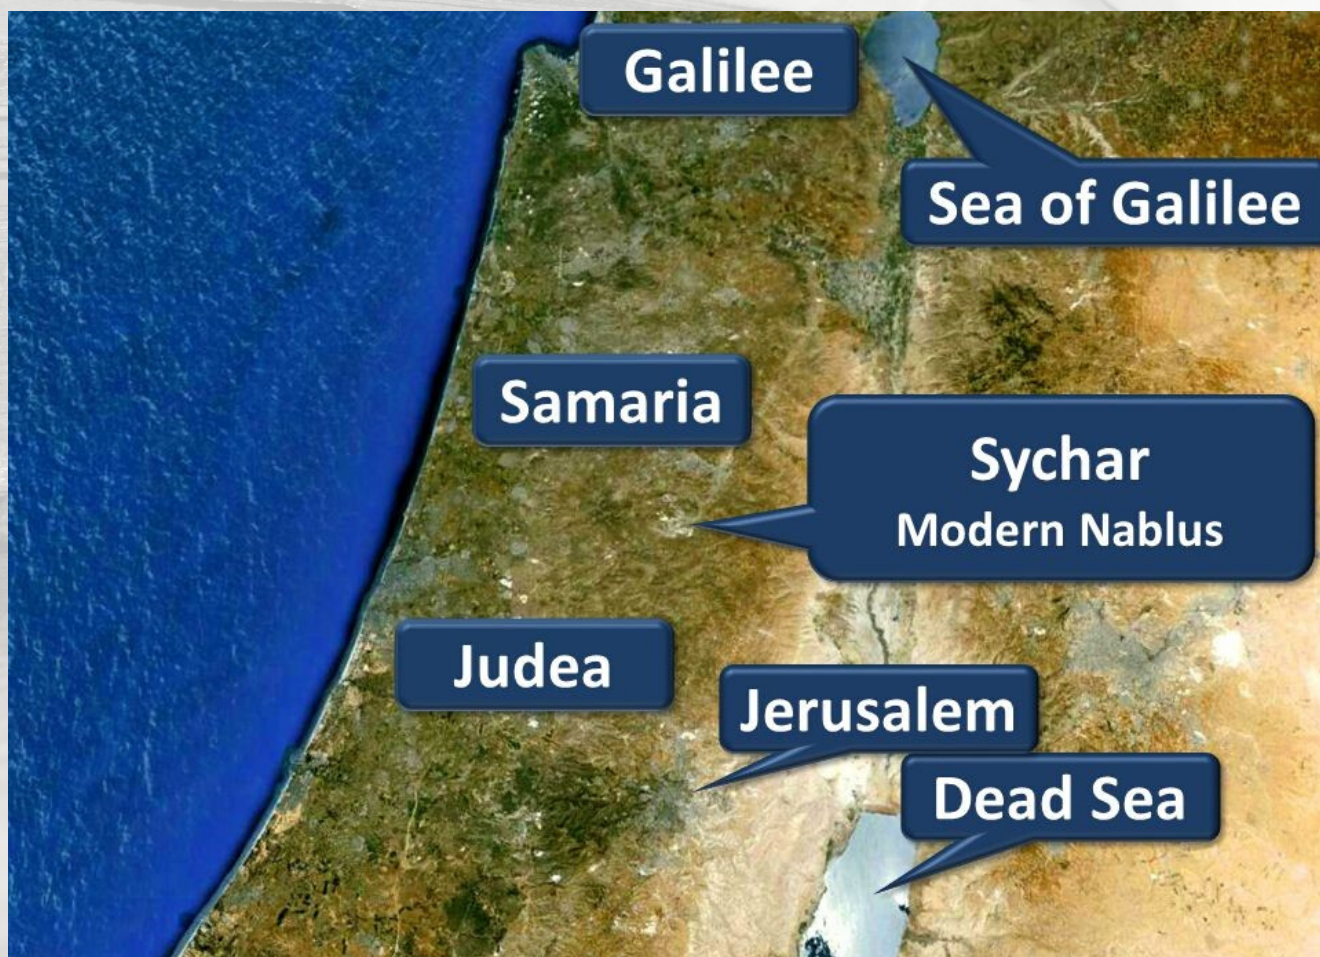 Galilee
Sea of Galilee
Samaria
Sychar
Modern Nablus
Judea
Jerusalem
Dead Sea